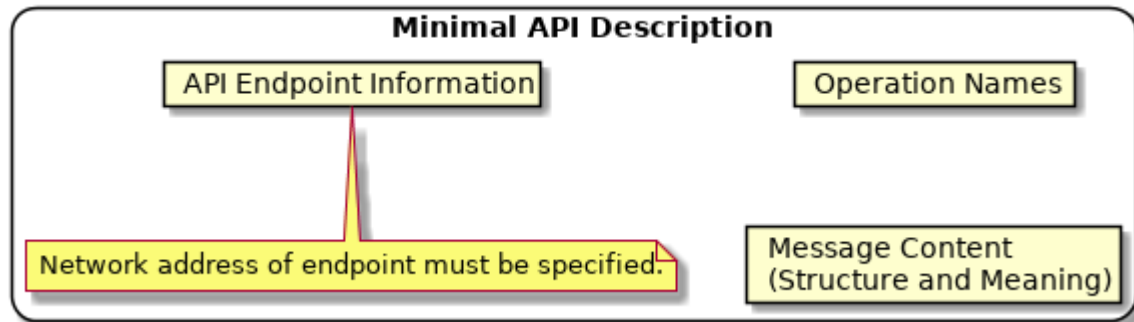 Minimal API Description
API Endpoint Information
Operation Names
Network address of endpoint must be specified.
Message Content
(Structure and Meaning)